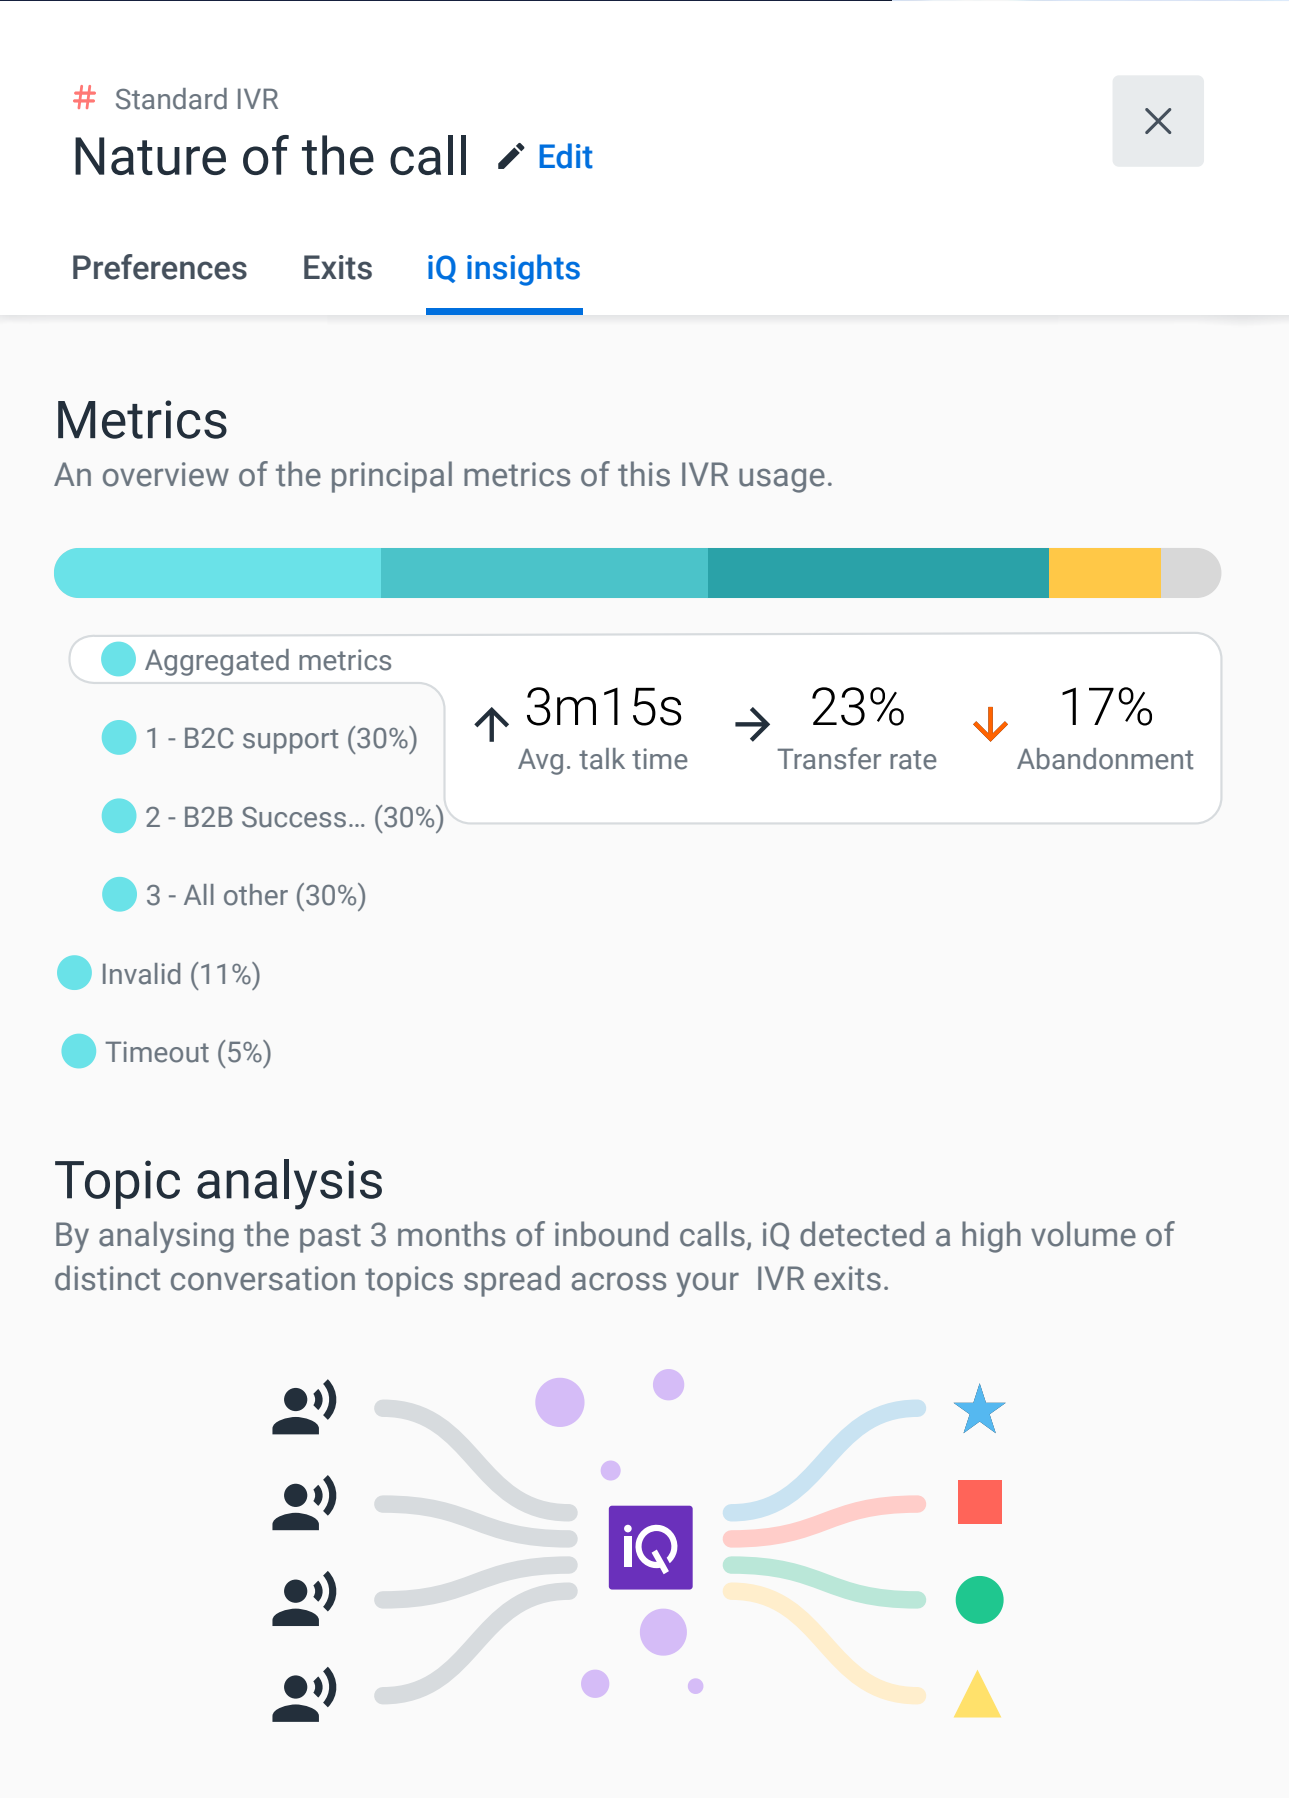 # Standard IVR
Nature of the call Edit
Preferences Exits iQ insights
Metrics
An overview of the principal metrics of this IVR usage.
Aggregated metrics
1 - B2C support (30%)
2 - B2B Success... (30%)
3 - All other (30%)
Invalid (11%)
Timeout (5%)
3m15s
Avg. talk time
23%
Transfer rate
17%
Abandonment
Topic analysis
By analysing the past 3 months of inbound calls, iQ detected a high volume of
distinct conversation topics spread across your  IVR exits.
iQ